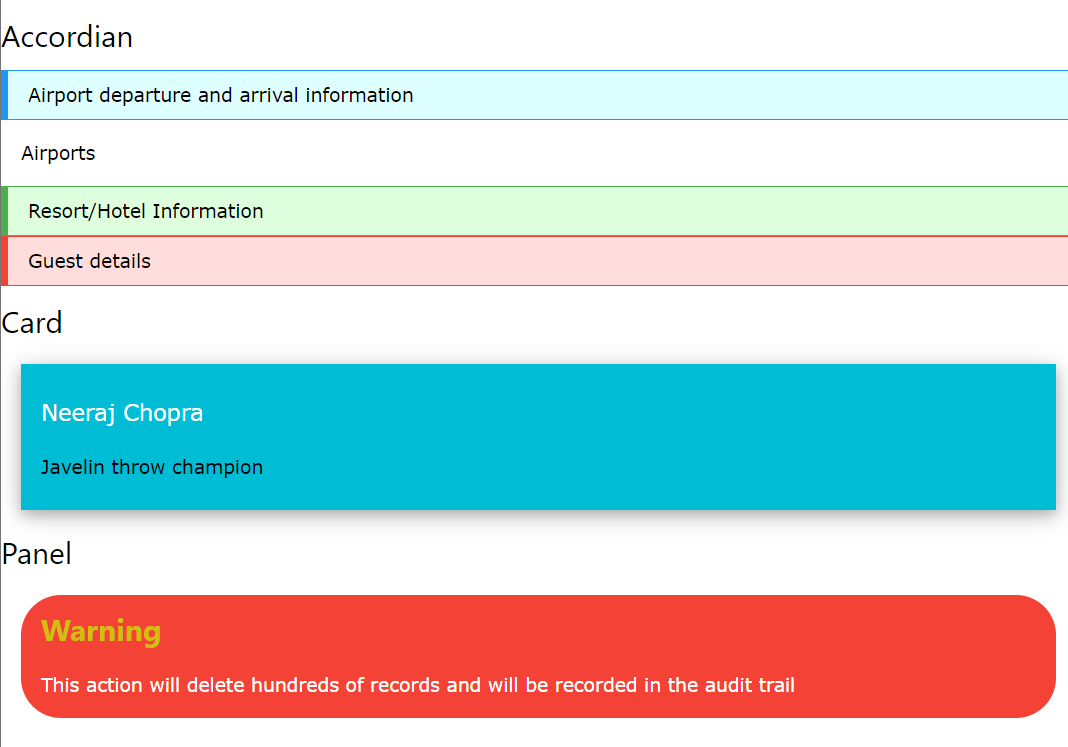 Accordian
Airport departure and arrival information
Airports
Resort/Hotel Information
Guest details
Card
Neeraj Chopra
Javelin throw champion
Panel
Warning
This action will delete hundreds of records and will be recorded in the audit trail